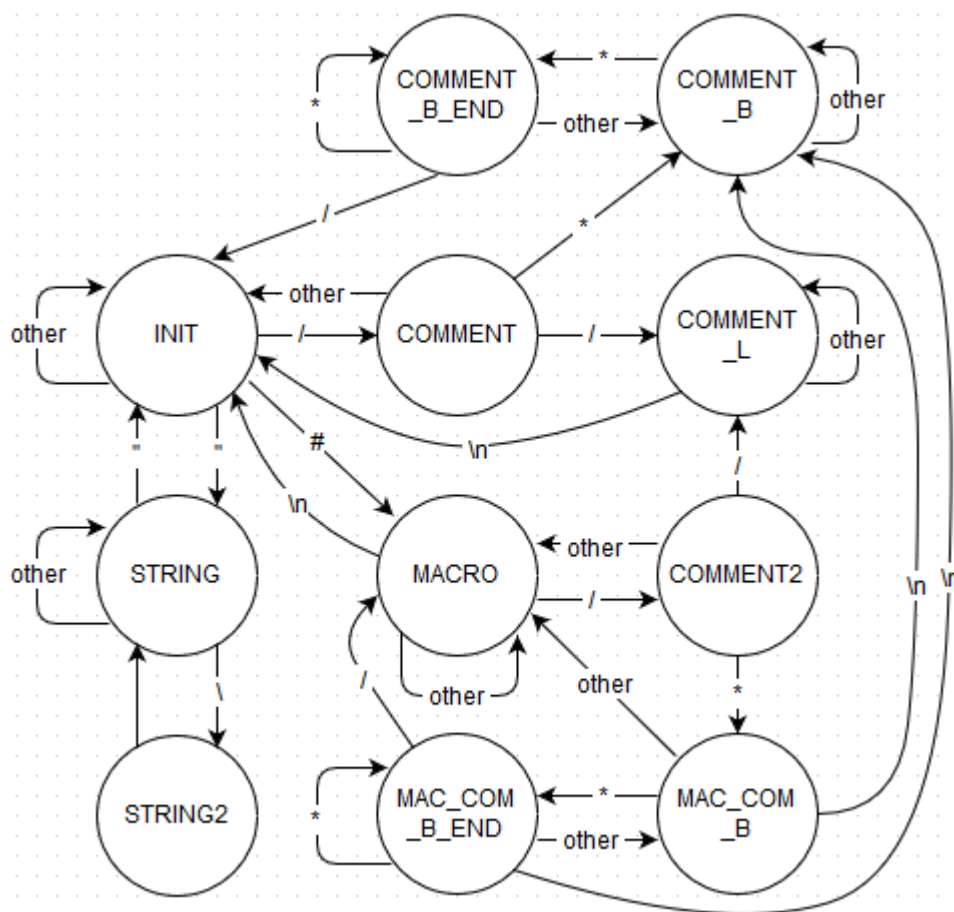 COMMENT
_B_END
*
*
other
COMMENT
_B
other
/
*
INIT
other
other
/
COMMENT
/
COMMENT
_L
other
\n
"
"
#
\n
/
STRING
other
MACRO
other
/
COMMENT2
\n
\n
other
/
other
*
\
STRING2
MAC_COM
_B_END
*
*
other
MAC_COM
_B